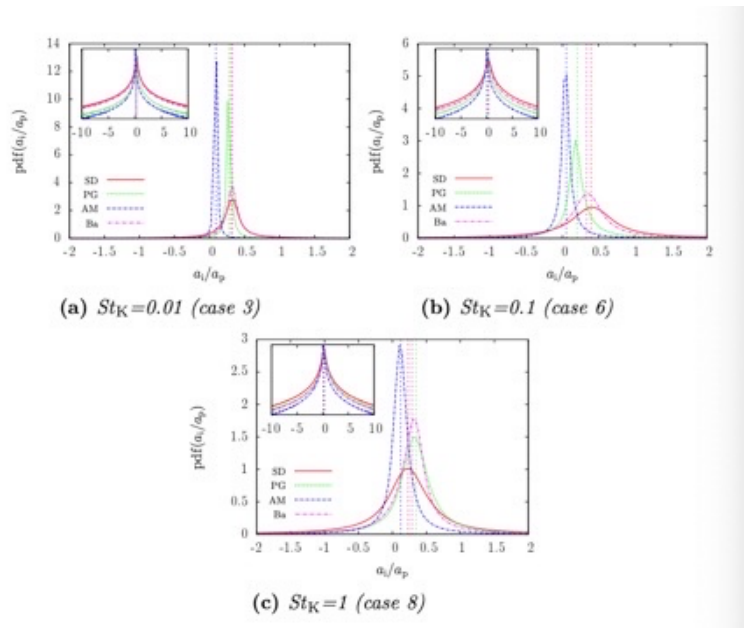 14
12
10
8
6
4
2
0
-10 -5 0 5 10
SD
PG
AM
Ba
-2 -1.5 -1 -0.5 0 0.5 1 1.5 2
pdf(a_i/a_p)
a_i/a_p
(a) St_K=0.01 (case 3)
6
5
4
3
2
1
0
-10 -5 0 5 10
SD
PG
AM
Ba
-2 -1.5 -1 -0.5 0 0.5 1 1.5 2
pdf(a_i/a_p)
a_i/a_p
(b) St_K=0.1 (case 6)
3
2.5
2
1.5
1
0.5
0
-10 -5 0 5 10
SD
PG
AM
Ba
-2 -1.5 -1 -0.5 0 0.5 1 1.5 2
pdf(a_i/a_p)
a_i/a_p
(c) St_K=1 (case 8)